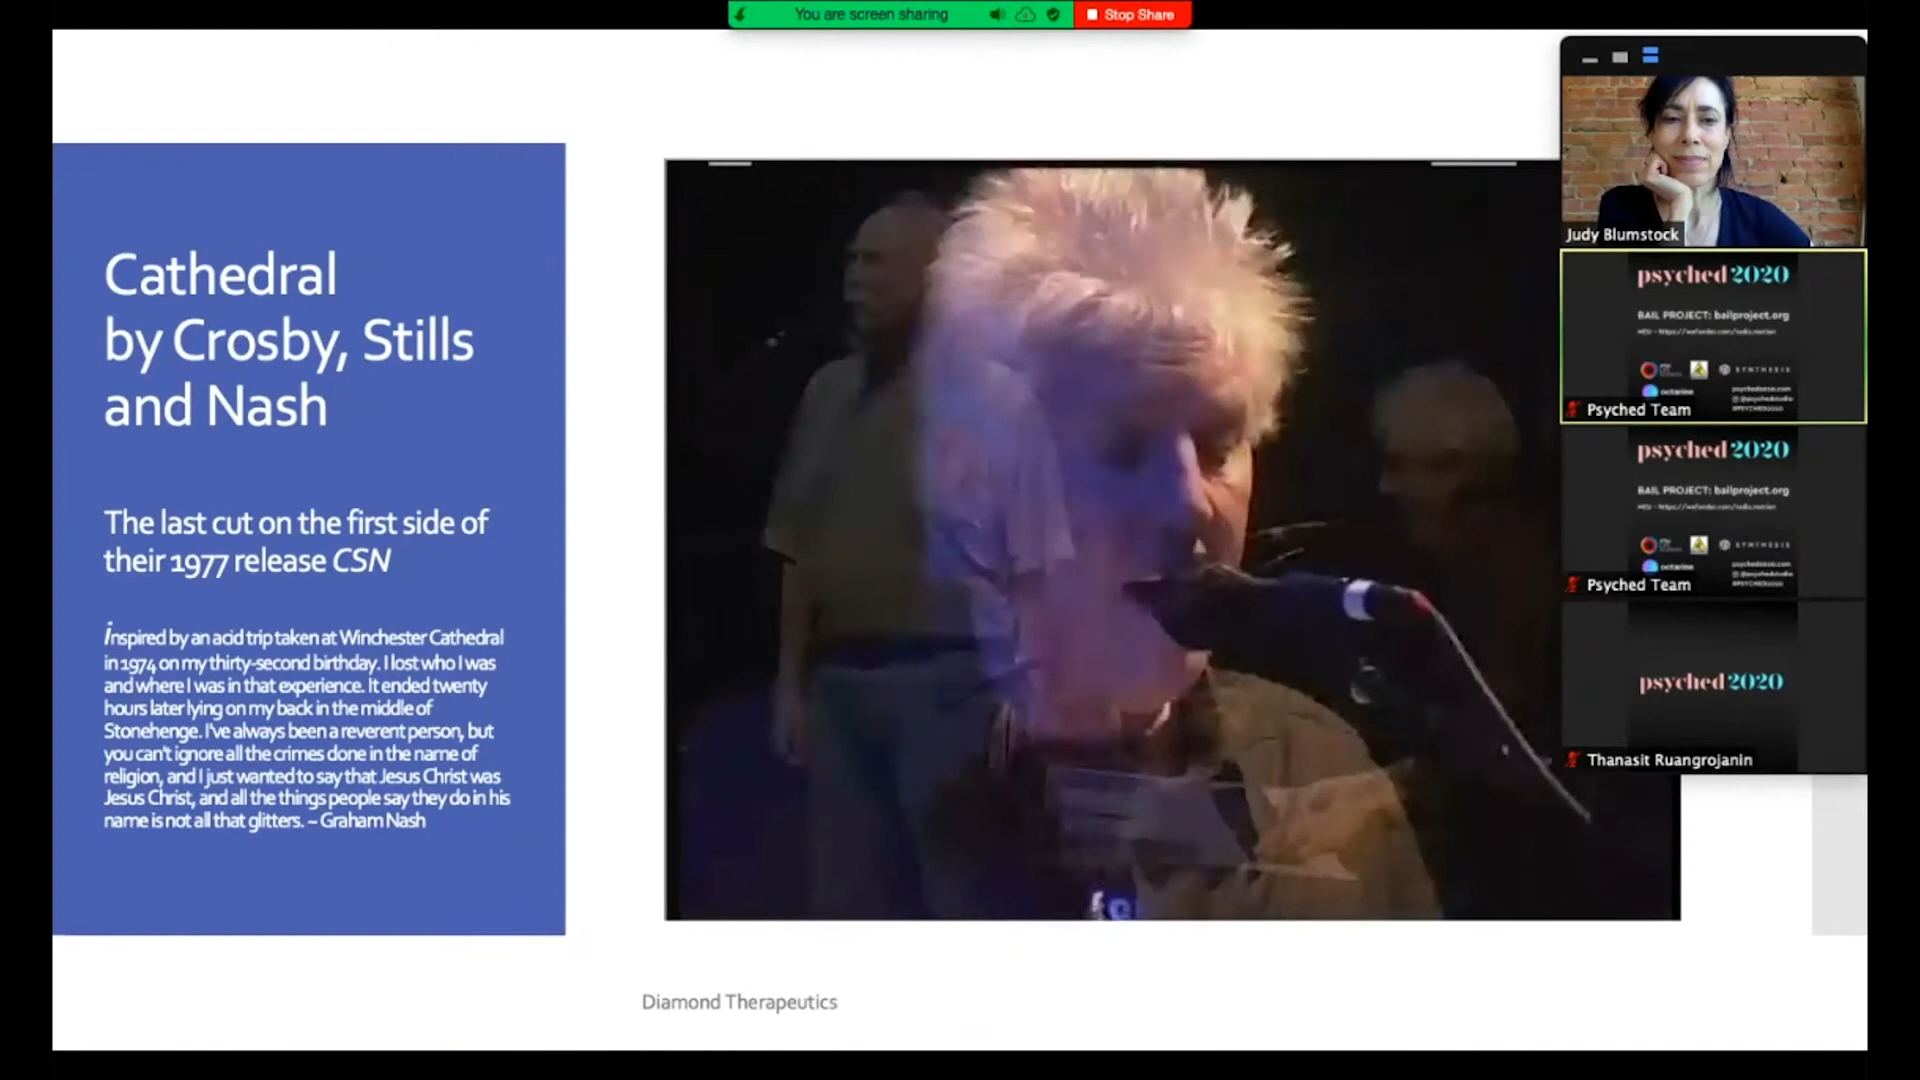 You are screen sharing
Stop Share
Cathedral
by Crosby, Stills
and Nash
The last cut on the first side of
their 1977 release CSN
inspired by an acid trip taken at Winchester Cathedral
in 1974 on my thirty-second birthday. I lost who I was
and where I was in that experience. It ended twenty
hours later lying on my back in the middle of
Stonehenge. I've always been a reverent person, but
you can't ignore all the crimes done in the name of
religion, and I just wanted to say that Jesus Christ was
Jesus Christ, and all the things people say they do in his
name is not all that glitters. ~ Graham Nash
Diamond Therapeutics
Judy Blumstock
psyched 2020
BAIL PROJECT: bailproject.org
SYNTHESIS
octarine
Psyched Team
psyched 2020
BAIL PROJECT: bailproject.org
SYNTHESIS
octarine
Psyched Team
psyched 2020
Thanasit Ruangrojanin